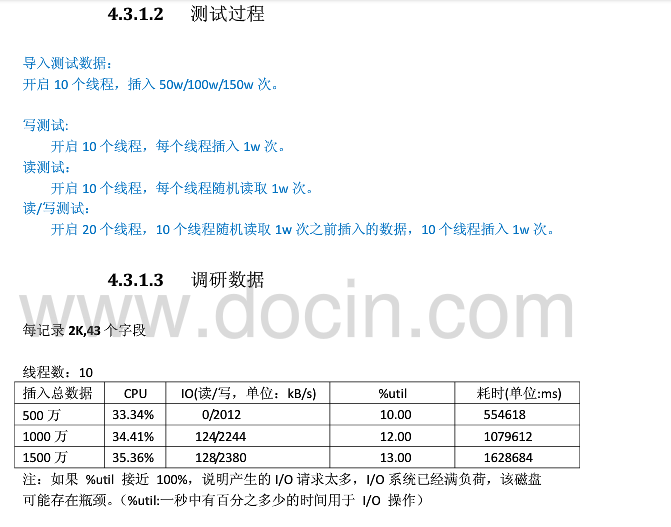 4.3.1.2 测试过程
导入测试数据：
开启 10 个线程，插入 50w/100w/150w 次。
写测试:
开启 10 个线程，每个线程插入 1w 次。
读测试：
开启 10 个线程，每个线程随机读取 1w 次。
读/写测试：
开启 20 个线程，10 个线程随机读取 1w 次之前插入的数据，10 个线程插入 1w 次。
4.3.1.3 调研数据
www.docin.com
每记录 2K,43 个字段
线程数：10
插入总数据 CPU IO(读/写，单位：kB/s) %util 耗时(单位:ms)
500 万 33.34% 0/2012 10.00 554618
1000 万 34.41% 124/2244 12.00 1079612
1500 万 35.36% 128/2380 13.00 1628684
注：如果 %util 接近 100%，说明产生的 I/O 请求太多，I/O 系统已经满负荷，该磁盘
可能存在瓶颈。（%util:一秒中有百分之多少的时间用于 I/O 操作）